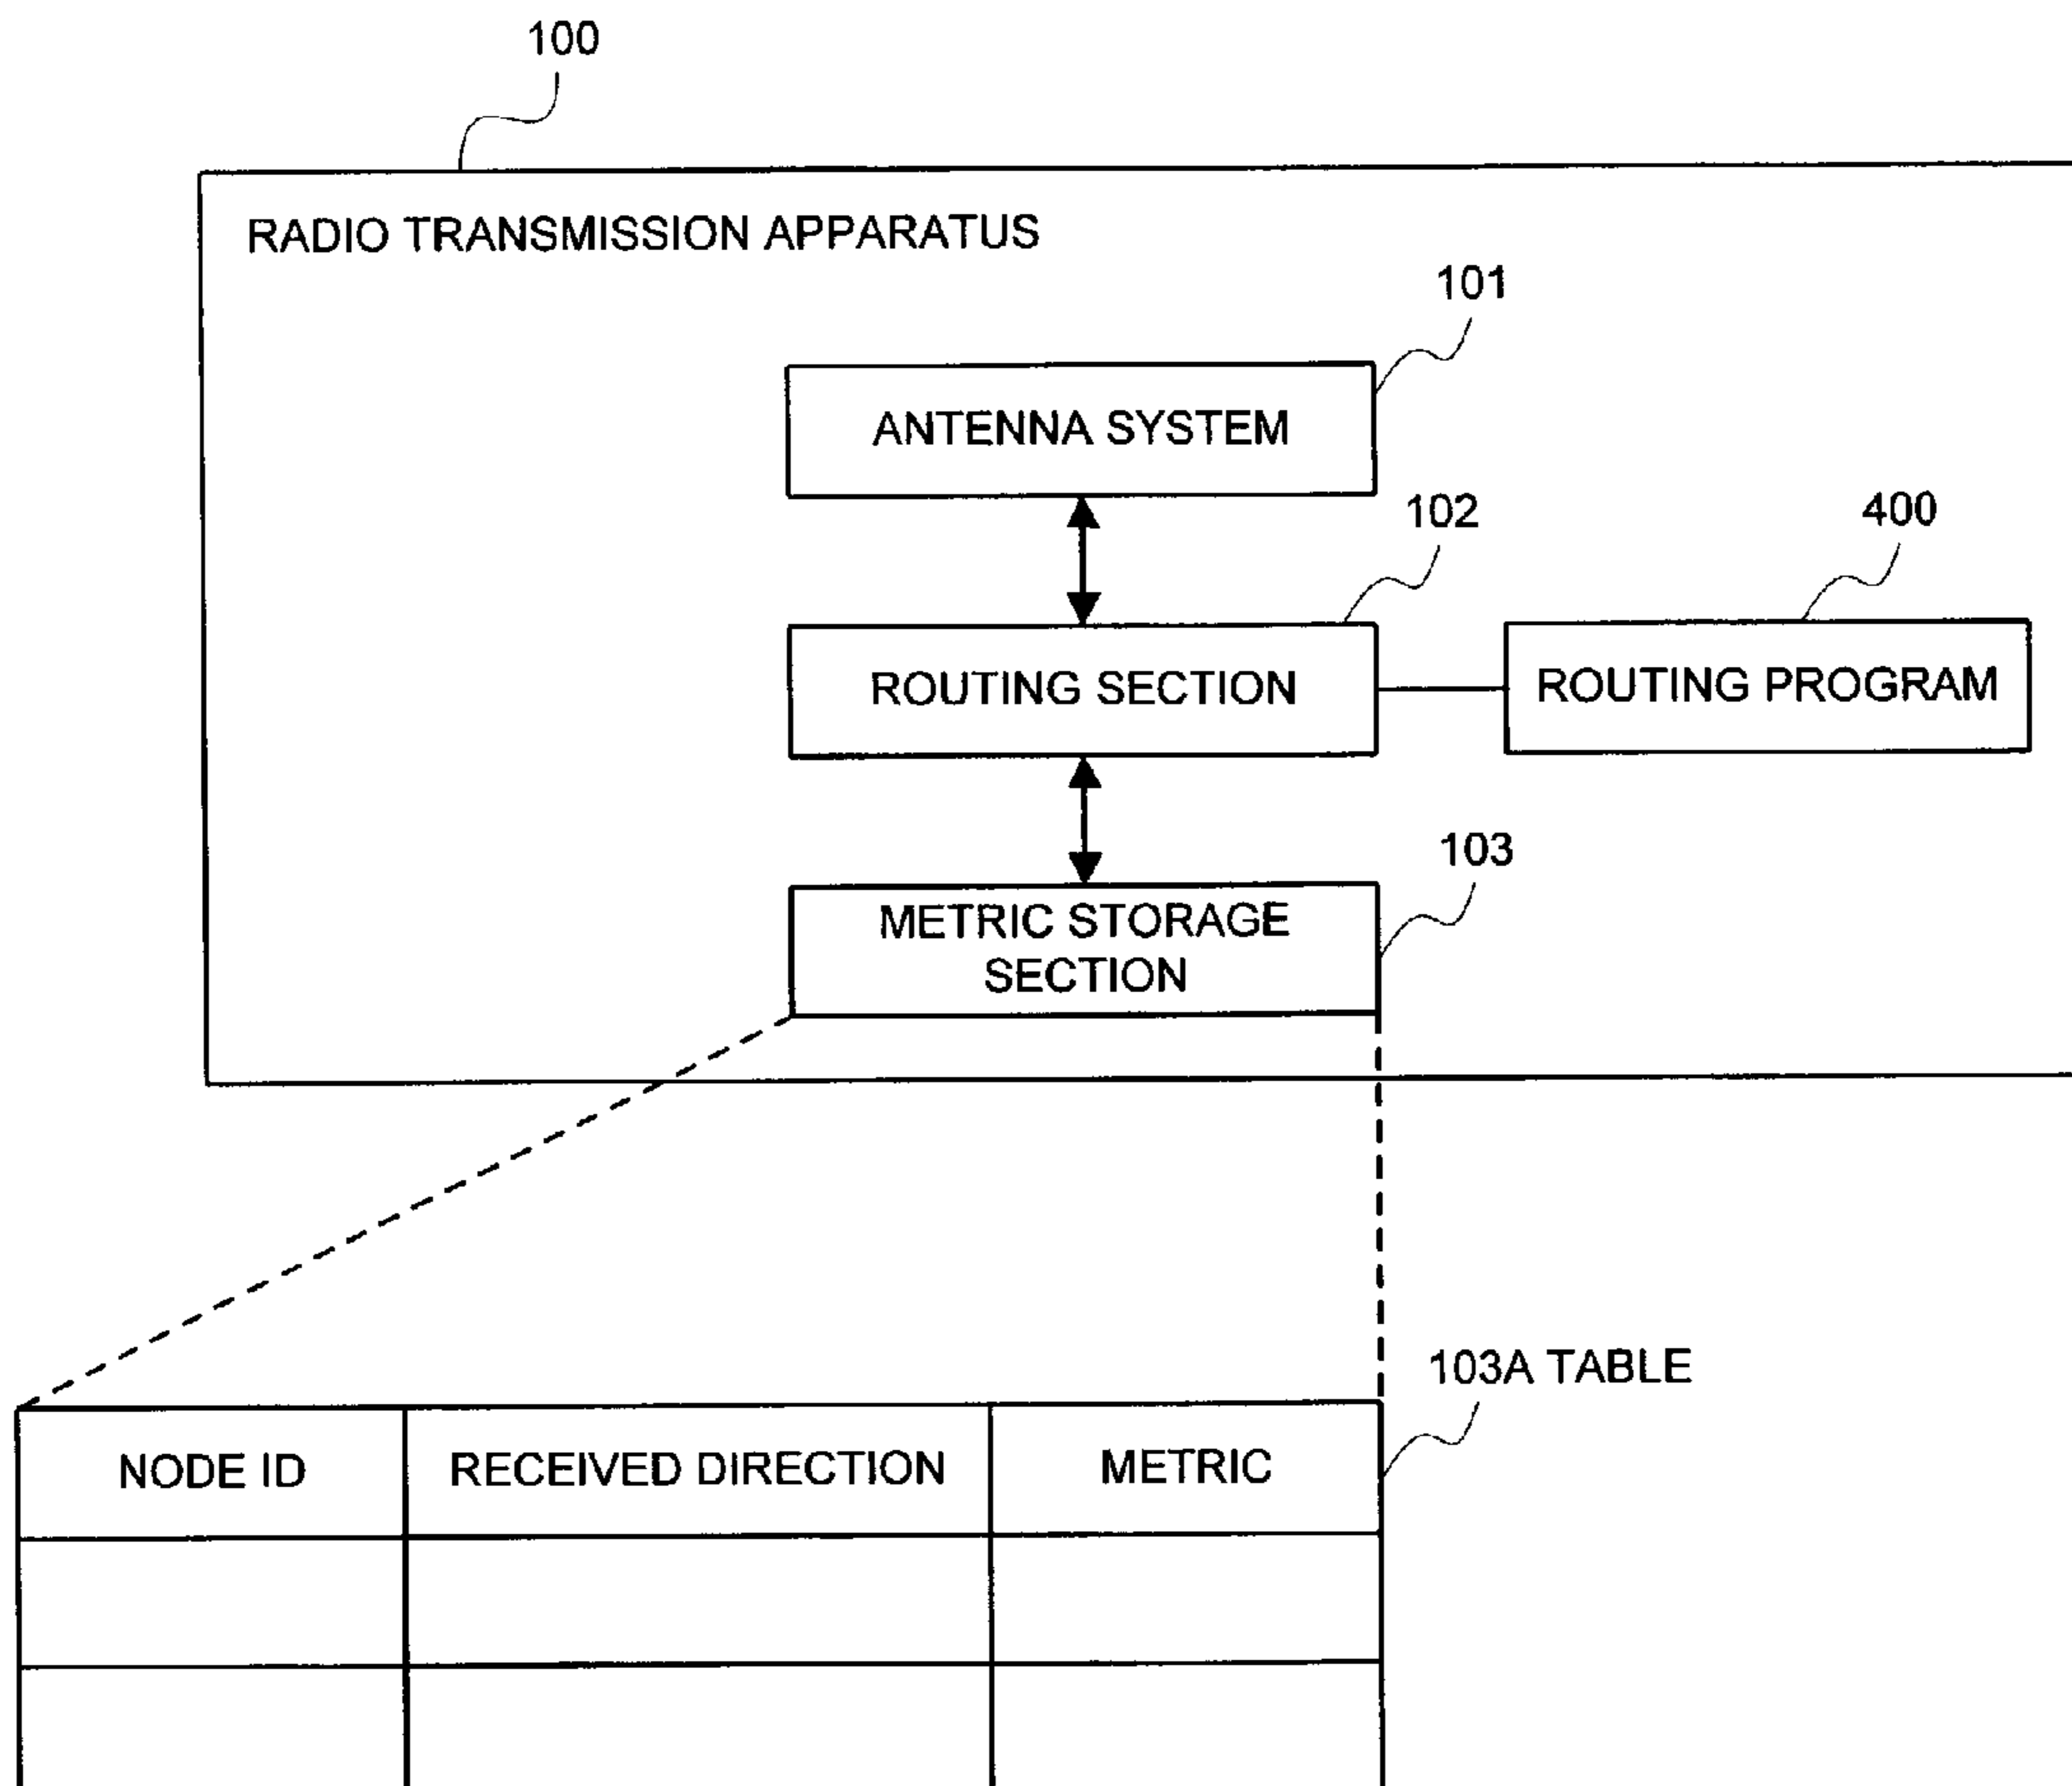 100
RADIO TRANSMISSION APPARATUS
101
ANTENNA SYSTEM
102
400
ROUTING SECTION
ROUTING PROGRAM
103
METRIC STORAGE
SECTION
103A TABLE
NODE ID
RECEIVED DIRECTION
METRIC